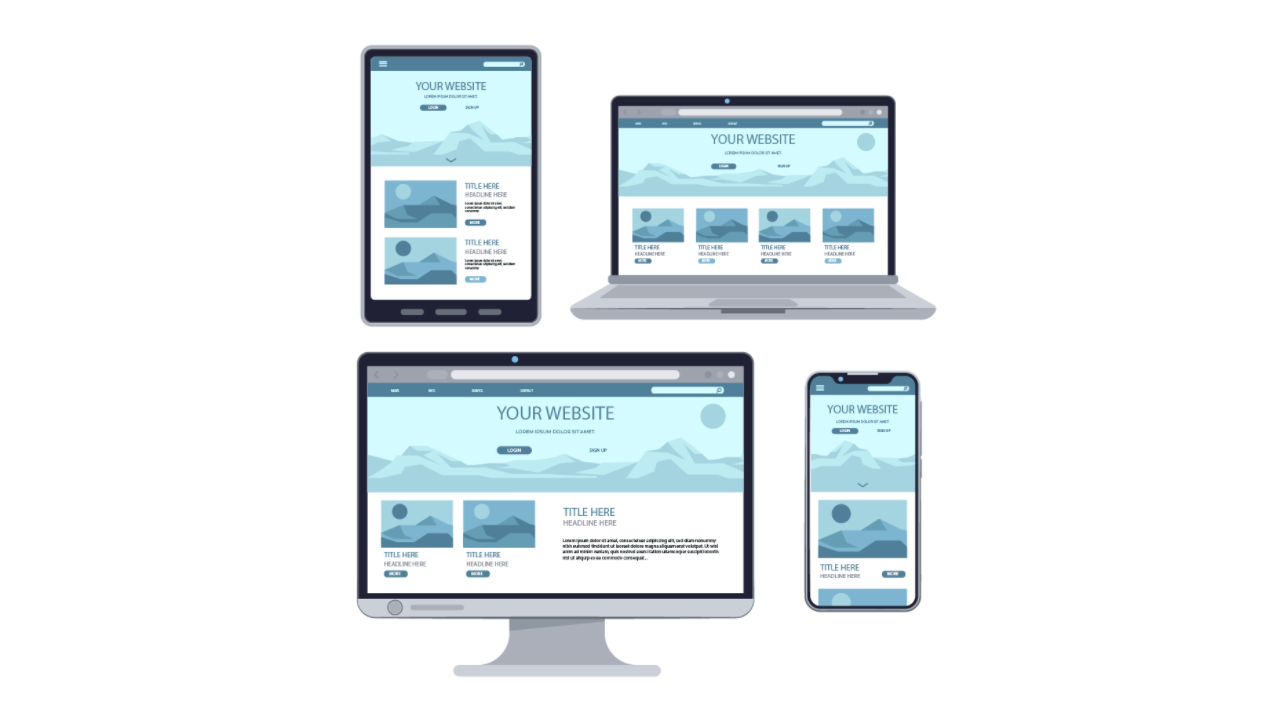 YOUR WEBSITE
LOREM IPSUM DOLOR SIT AMET.
LOGIN
SIGN UP
TITLE HERE
HEADLINE HERE
MORE
TITLE HERE
HEADLINE HERE
MORE
YOUR WEBSITE
LOREM IPSUM DOLOR SIT AMET.
LOGIN
SIGN UP
TITLE HERE TITLE HERE TITLE HERE TITLE HERE
HEADLINE HERE HEADLINE HERE HEADLINE HERE HEADLINE HERE
MORE MORE MORE MORE
CONTACT
YOUR WEBSITE
LOREM IPSUM DOLOR SIT AMET.
LOGIN
SIGN UP
TITLE HERE
HEADLINE HERE
Lorem ipsum dolor sit amet, consectetuer adipiscing elit, sed diam nonummy
nibh euismod tincidunt ut laoreet dolore magna aliquam erat volutpat. Ut wisi
enim ad minim veniam, quis nostrud exerci tation ullamcorper suscipit lobortis
nisl ut aliquip ex ea commodo consequat...
TITLE HERE TITLE HERE
HEADLINE HERE HEADLINE HERE
MORE MORE
YOUR WEBSITE
LOREM IPSUM DOLOR SIT AMET.
LOGIN
SIGN UP
TITLE HERE
HEADLINE HERE
MORE